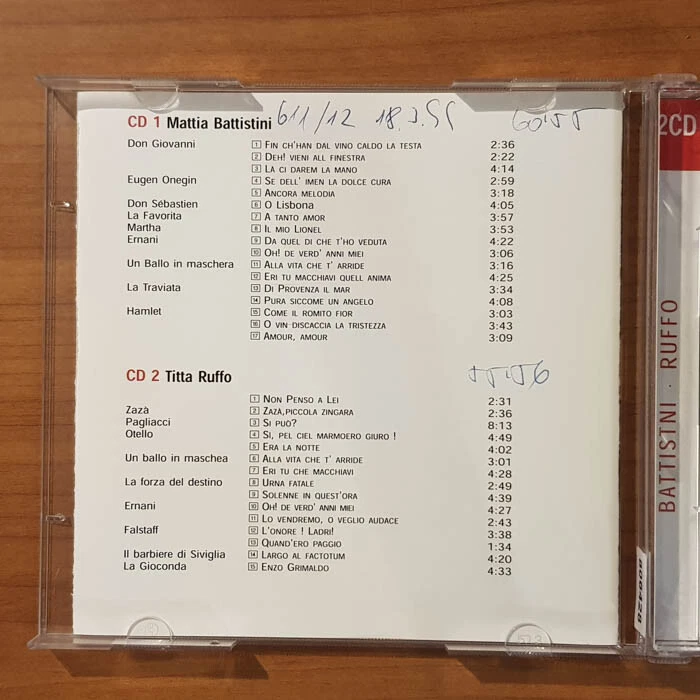 CD 1 Mattia Battistini 611/12 18.3.99 60'55
Don Giovanni 1 FIN CH'HAN DAL VINO CALDO LA TESTA 2:36
2 DEH! VIENI ALL FINESTRA 2:22
3 LA CI DAREM LA MANO 4:14
Eugen Onegin 4 SE DELL' IMEN LA DOLCE CURA 2:59
5 ANCORA MELODIA 3:18
Don Sébastien 6 O LISBONA 4:05
La Favorita 7 A TANTO AMOR 3:57
Martha 8 IL MIO LIONEL 3:53
Ernani 9 DA QUEL DI CHE T'HO VEDUTA 4:22
10 OH! DE VERD' ANNI MIEI 3:06
Un Ballo in maschera 11 ALLA VITA CHE T' ARRIDE 3:16
12 ERI TU MACCHIAVI QUELL ANIMA 4:25
La Traviata 13 DI PROVENZA IL MAR 3:34
14 PURA SICCOME UN ANGELO 4:08
Hamlet 15 COME IL ROMITO FIOR 3:03
16 O VIN DISCACCIA LA TRISTEZZA 3:43
17 AMOUR, AMOUR 3:09
CD 2 Titta Ruffo 55'56
1 NON PENSO A LEI 2:31
Zazà 2 ZAZÀ,PICCOLA ZINGARA 2:36
Pagliacci 3 SI PUÒ? 8:13
Otello 4 SI, PEL CIEL MARMOERO GIURO ! 4:49
5 ERA LA NOTTE 4:02
Un ballo in maschea 6 ALLA VITA CHE T' ARRIDE 3:01
7 ERI TU CHE MACCHIAVI 4:28
La forza del destino 8 URNA FATALE 2:49
9 SOLENNE IN QUEST'ORA 4:39
Ernani 10 OH! DE VERD' ANNI MIEI 4:27
11 LO VENDREMO, O VEGLIO AUDACE 2:43
Falstaff 12 L'ONORE ! LADRI! 3:38
13 QUAND'ERO PAGGIO 1:34
Il barbiere di Siviglia 14 LARGO AL FACTOTUM 4:20
La Gioconda 15 ENZO GRIMALDO 4:33
2CD
BATTISTNI · RUFFO